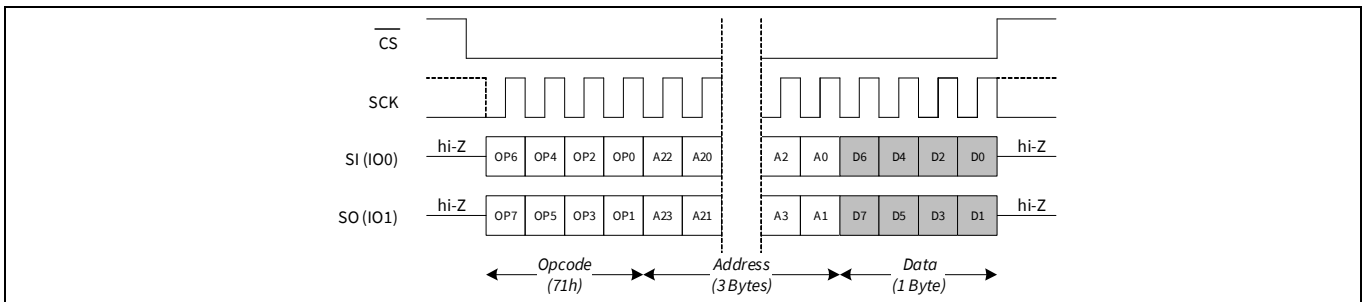 CS
SCK
SI (IO0) hi-Z OP6 OP4 OP2 OP0 A22 A20 A2 A0 D6 D4 D2 D0 hi-Z
SO (IO1) hi-Z OP7 OP5 OP3 OP1 A23 A21 A3 A1 D7 D5 D3 D1 hi-Z
Opcode Address Data
(71h) (3 Bytes) (1 Byte)